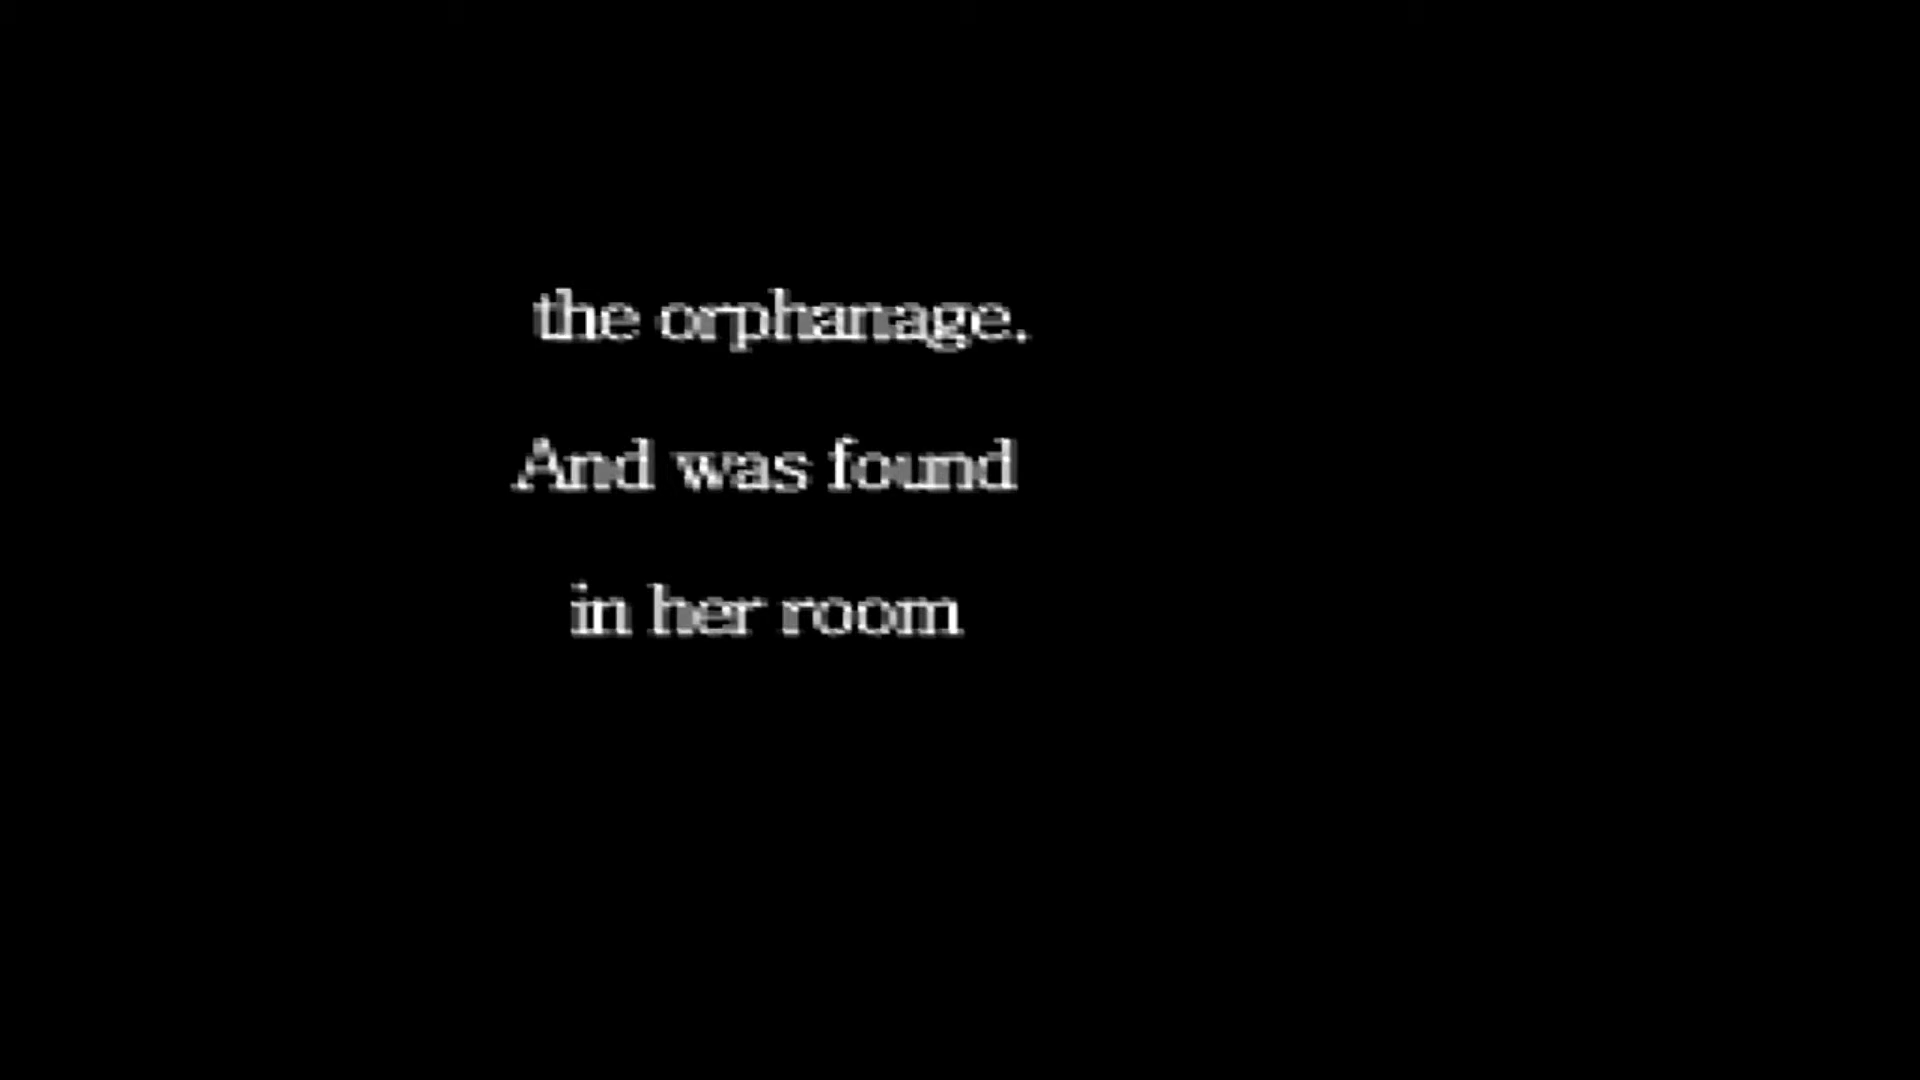 the orphanage.
And was found
in her room